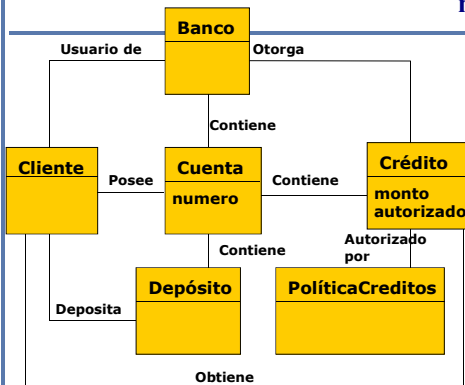 Banco
Usuario de
Otorga
Contiene
Cliente
Posee
Cuenta
numero
Contiene
Crédito
monto
autorizado
Contiene
Autorizado
por
Depósito
PolíticaCreditos
Deposita
Obtiene